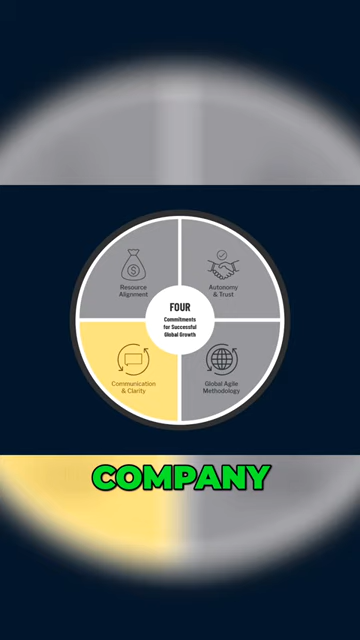 Resource
Alignment
$
Autonomy
& Trust
FOUR
Commitments
for Successful
Global Growth
Communication
& Clarity
Global Agile
Methodology
COMPANY